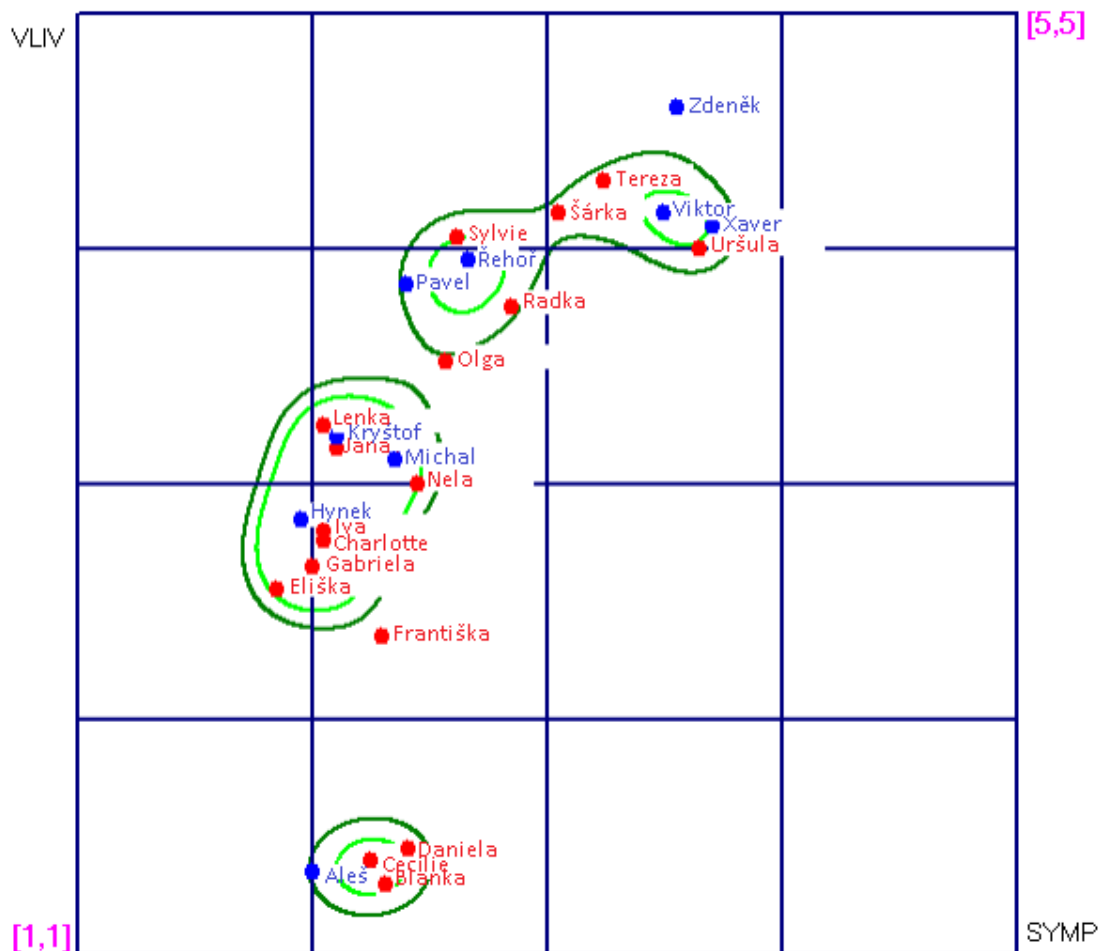 [5,5]
VLIV
Zdeněk
Tereza
Viktor
Šárka
Xaver
Sylvie
Uršula
Řehoř
Pavel
Radka
Olga
Lenka
Kryštof
Jana
Michal
Nela
Hynek
Iva
Charlotte
Gabriela
Eliška
Františka
Daniela
Cecílie
Aleš
Blanka
[1,1]
SYMP